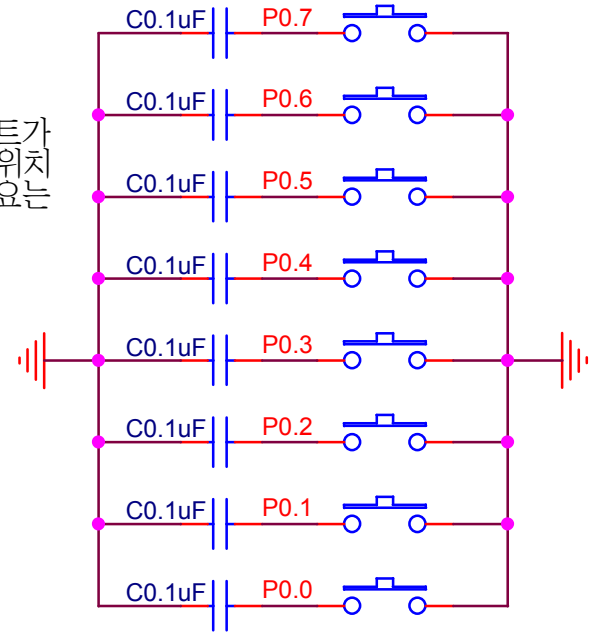 C0.1uF P0.7
C0.1uF P0.6
트가
위치
요는
C0.1uF P0.5
C0.1uF P0.4
C0.1uF P0.3
C0.1uF P0.2
C0.1uF P0.1
C0.1uF P0.0